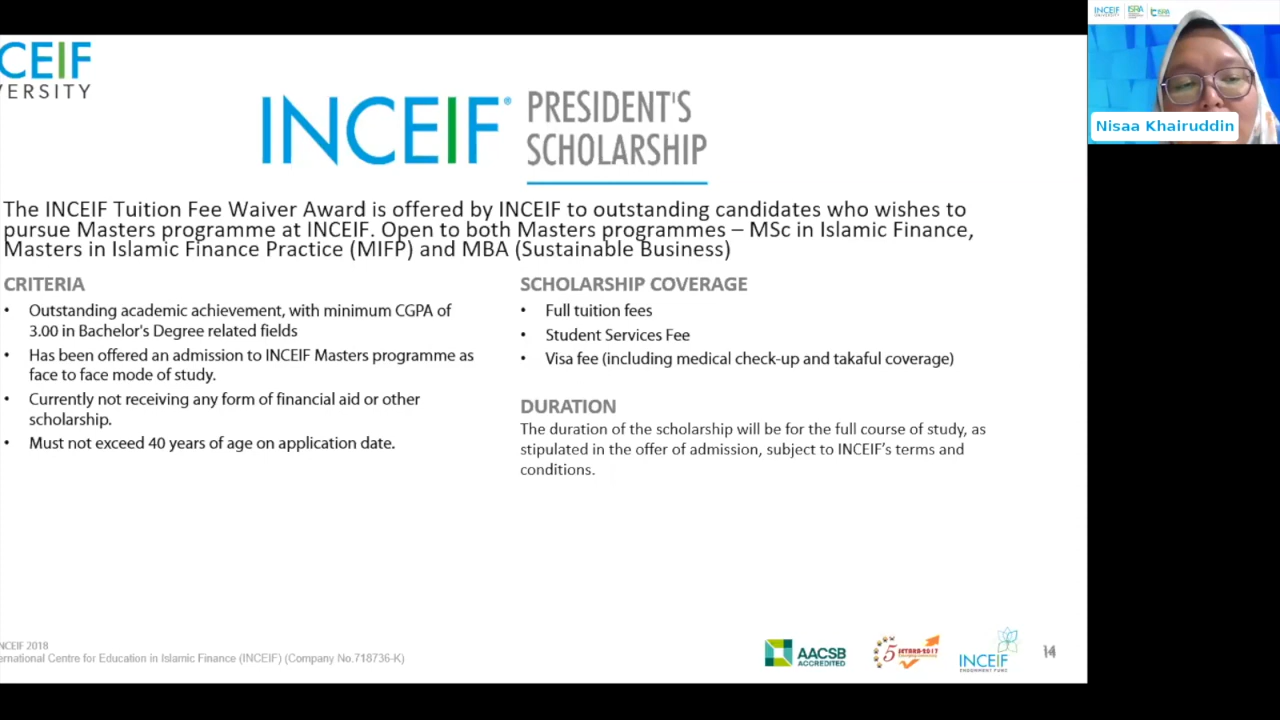 CEIF
VERSITY
INCEIF® PRESIDENT'S
SCHOLARSHIP
The INCEIF Tuition Fee Waiver Award is offered by INCEIF to outstanding candidates who wishes to
pursue Masters programme at INCEIF. Open to both Masters programmes – MSc in Islamic Finance,
Masters in Islamic Finance Practice (MIFP) and MBA (Sustainable Business)
CRITERIA
• Outstanding academic achievement, with minimum CGPA of
3.00 in Bachelor's Degree related fields
• Has been offered an admission to INCEIF Masters programme as
face to face mode of study.
• Currently not receiving any form of financial aid or other
scholarship.
• Must not exceed 40 years of age on application date.
SCHOLARSHIP COVERAGE
• Full tuition fees
• Student Services Fee
• Visa fee (including medical check-up and takaful coverage)
DURATION
The duration of the scholarship will be for the full course of study, as
stipulated in the offer of admission, subject to INCEIF's terms and
conditions.
NCEIF 2018
ernational Centre for Education in Islamic Finance (INCEIF) (Company No.718736-K)
AACSB
ACCREDITED
5 SETARA-2017
INCEIF
ENDOWMENT FUND
14
INCEIF
UNIVERSITY
ISRA
Nisaa Khairuddin